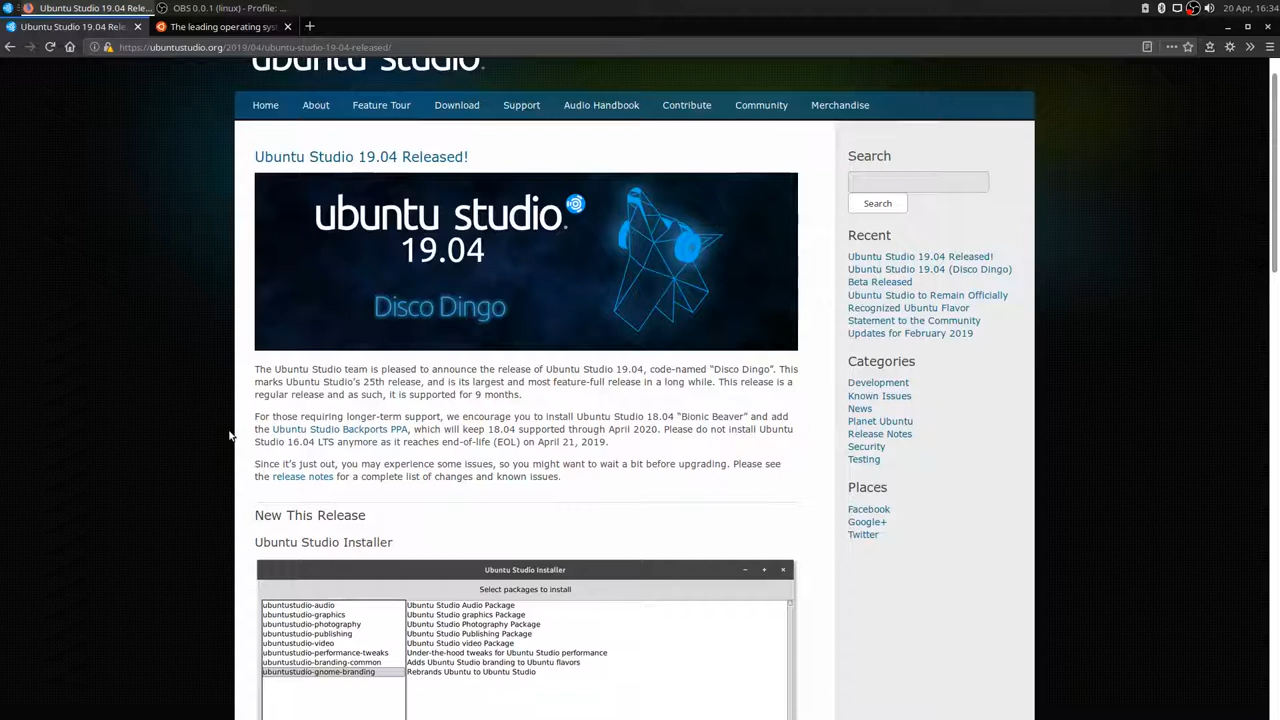 Ubuntu Studio 19.04 Rele...
OBS 0.0.1 (linux) - Profile: ...
20 Apr, 16:34
Ubuntu Studio 19.04 Rele
The leading operating sys
https://ubuntustudio.org/2019/04/ubuntu-studio-19-04-released/
ubuntu studio.
Home About Feature Tour Download Support Audio Handbook Contribute Community Merchandise
Ubuntu Studio 19.04 Released!
ubuntu studio.
19.04
Disco Dingo
The Ubuntu Studio team is pleased to announce the release of Ubuntu Studio 19.04, code-named “Disco Dingo”. This
marks Ubuntu Studio’s 25th release, and is its largest and most feature-full release in a long while. This release is a
regular release and as such, it is supported for 9 months.
For those requiring longer-term support, we encourage you to install Ubuntu Studio 18.04 “Bionic Beaver” and add
the Ubuntu Studio Backports PPA, which will keep 18.04 supported through April 2020. Please do not install Ubuntu
Studio 16.04 LTS anymore as it reaches end-of-life (EOL) on April 21, 2019.
Since it’s just out, you may experience some issues, so you might want to wait a bit before upgrading. Please see
the release notes for a complete list of changes and known issues.
New This Release
Ubuntu Studio Installer
Ubuntu Studio Installer
Select packages to install
ubuntustudio-audio Ubuntu Studio Audio Package
ubuntustudio-graphics Ubuntu Studio graphics Package
ubuntustudio-photography Ubuntu Studio Photography Package
ubuntustudio-publishing Ubuntu Studio Publishing Package
ubuntustudio-video Ubuntu Studio video Package
ubuntustudio-performance-tweaks Under-the-hood tweaks for Ubuntu Studio performance
ubuntustudio-branding-common Adds Ubuntu Studio branding to Ubuntu flavors
ubuntustudio-gnome-branding Rebrands Ubuntu to Ubuntu Studio
Search
Search
Recent
Ubuntu Studio 19.04 Released!
Ubuntu Studio 19.04 (Disco Dingo)
Beta Released
Ubuntu Studio to Remain Officially
Recognized Ubuntu Flavor
Statement to the Community
Updates for February 2019
Categories
Development
Known Issues
News
Planet Ubuntu
Release Notes
Security
Testing
Places
Facebook
Google+
Twitter